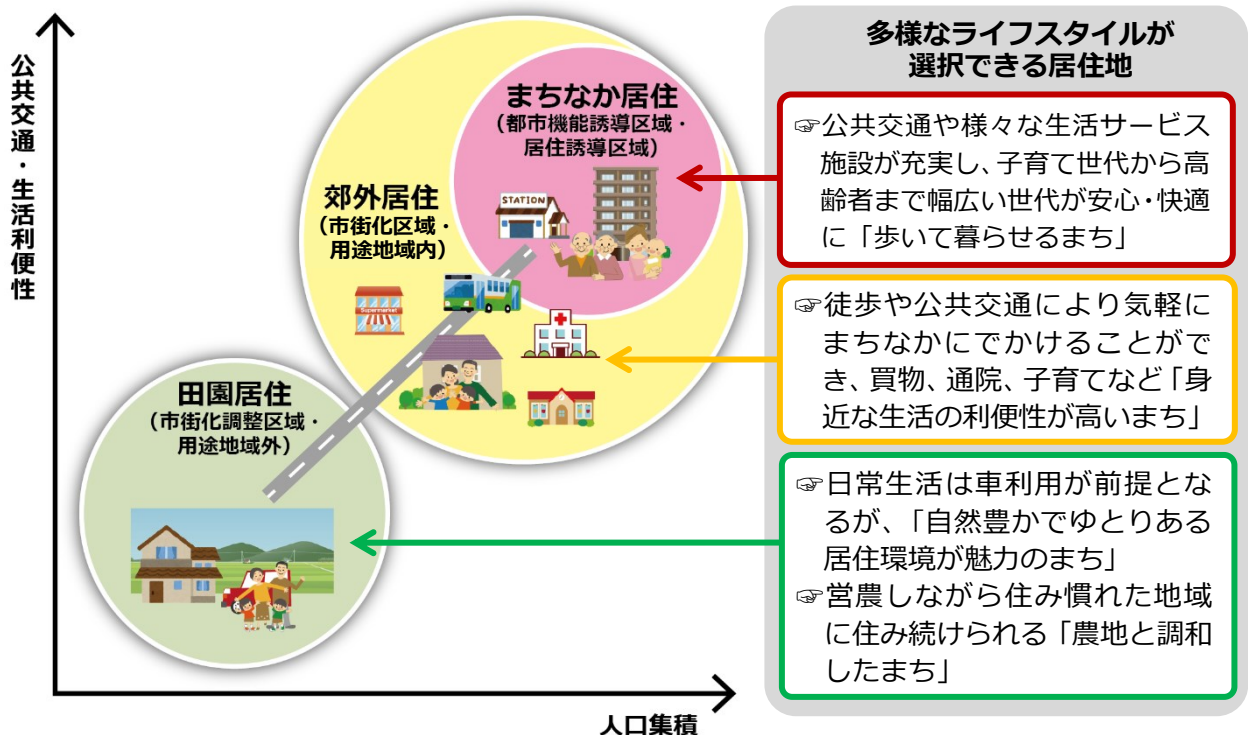 公共交通・生活利便性
まちなか居住
（都市機能誘導区域・
居住誘導区域）
STATION
郊外居住
（市街化区域・
用途地域内）
Supermarket
田園居住
（市街化調整区域・
用途地域外）
人口集積
多様なライフスタイルが
選択できる居住地
☞公共交通や様々な生活サービス
施設が充実し、子育て世代から高
齢者まで幅広い世代が安心・快適
に「歩いて暮らせるまち」
☞徒歩や公共交通により気軽に
まちなかにでかけることがで
き、買物、通院、子育てなど「身
近な生活の利便性が高いまち」
☞日常生活は車利用が前提とな
るが、「自然豊かでゆとりある
居住環境が魅力のまち」
☞営農しながら住み慣れた地域
に住み続けられる「農地と調和
したまち」